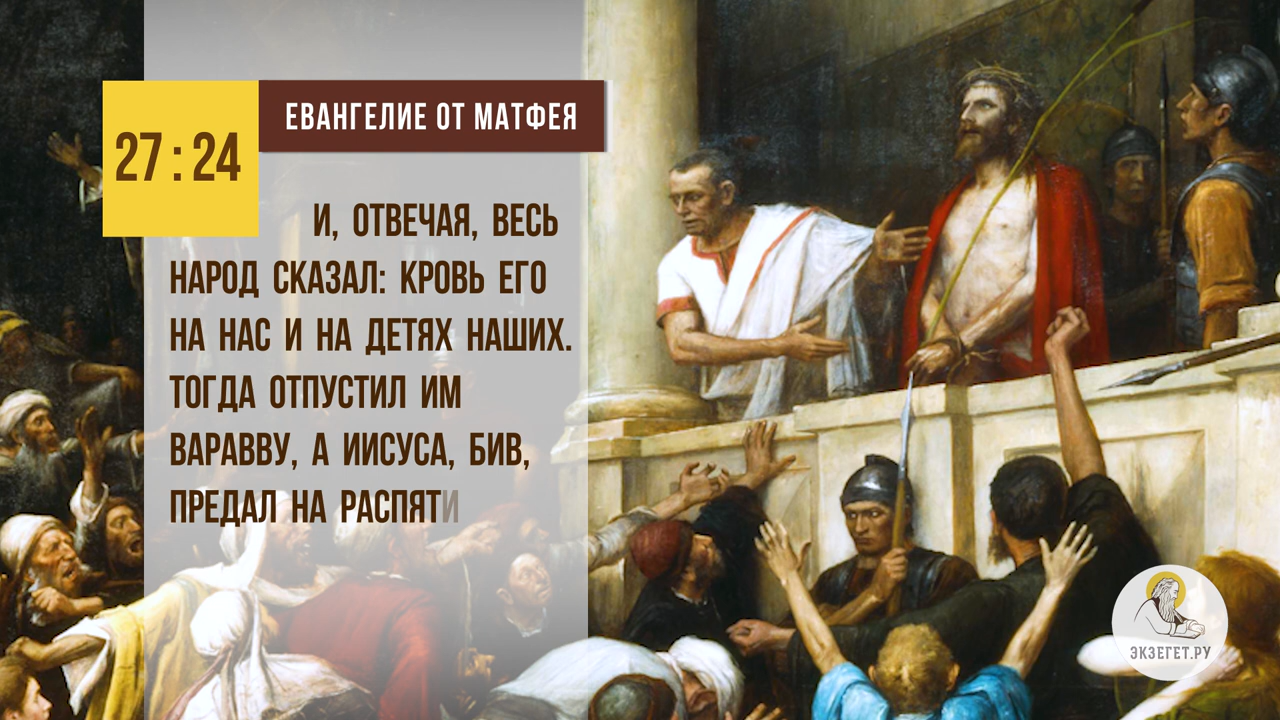 27:24
ЕВАНГЕЛИЕ ОТ МАТФЕЯ
И, ОТВЕЧАЯ, ВЕСЬ
НАРОД СКАЗАЛ: КРОВЬ ЕГО
НА НАС И НА ДЕТЯХ НАШИХ.
ТОГДА ОТПУСТИЛ ИМ
ВАРАВВУ, А ИИСУСА, БИВ,
ПРЕДАЛ НА РАСПЯТИ
ЭКЗЕГЕТ.РУ